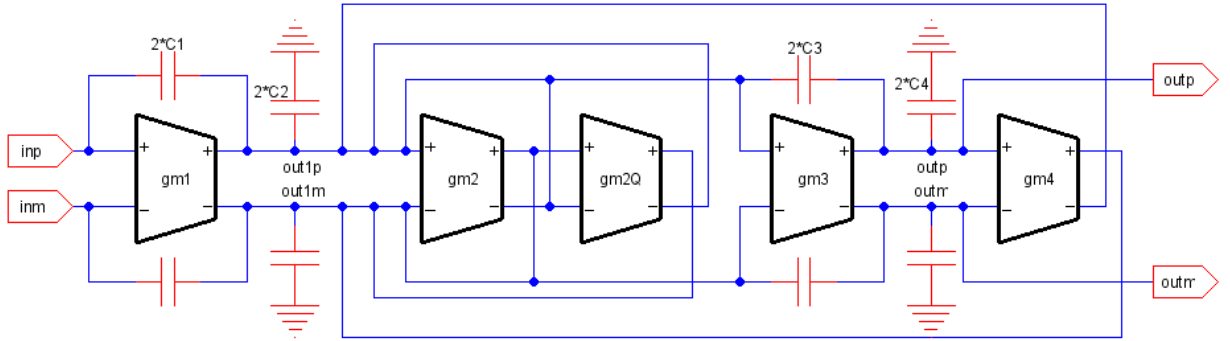 2*C1
2*C2
2*C3
2*C4
inp
inm
+
+
−
−
gm1
out1p
out1m
+
+
−
−
gm2
+
+
−
−
gm2Q
+
+
−
−
gm3
outp
outm
+
+
−
−
gm4
outp
outm